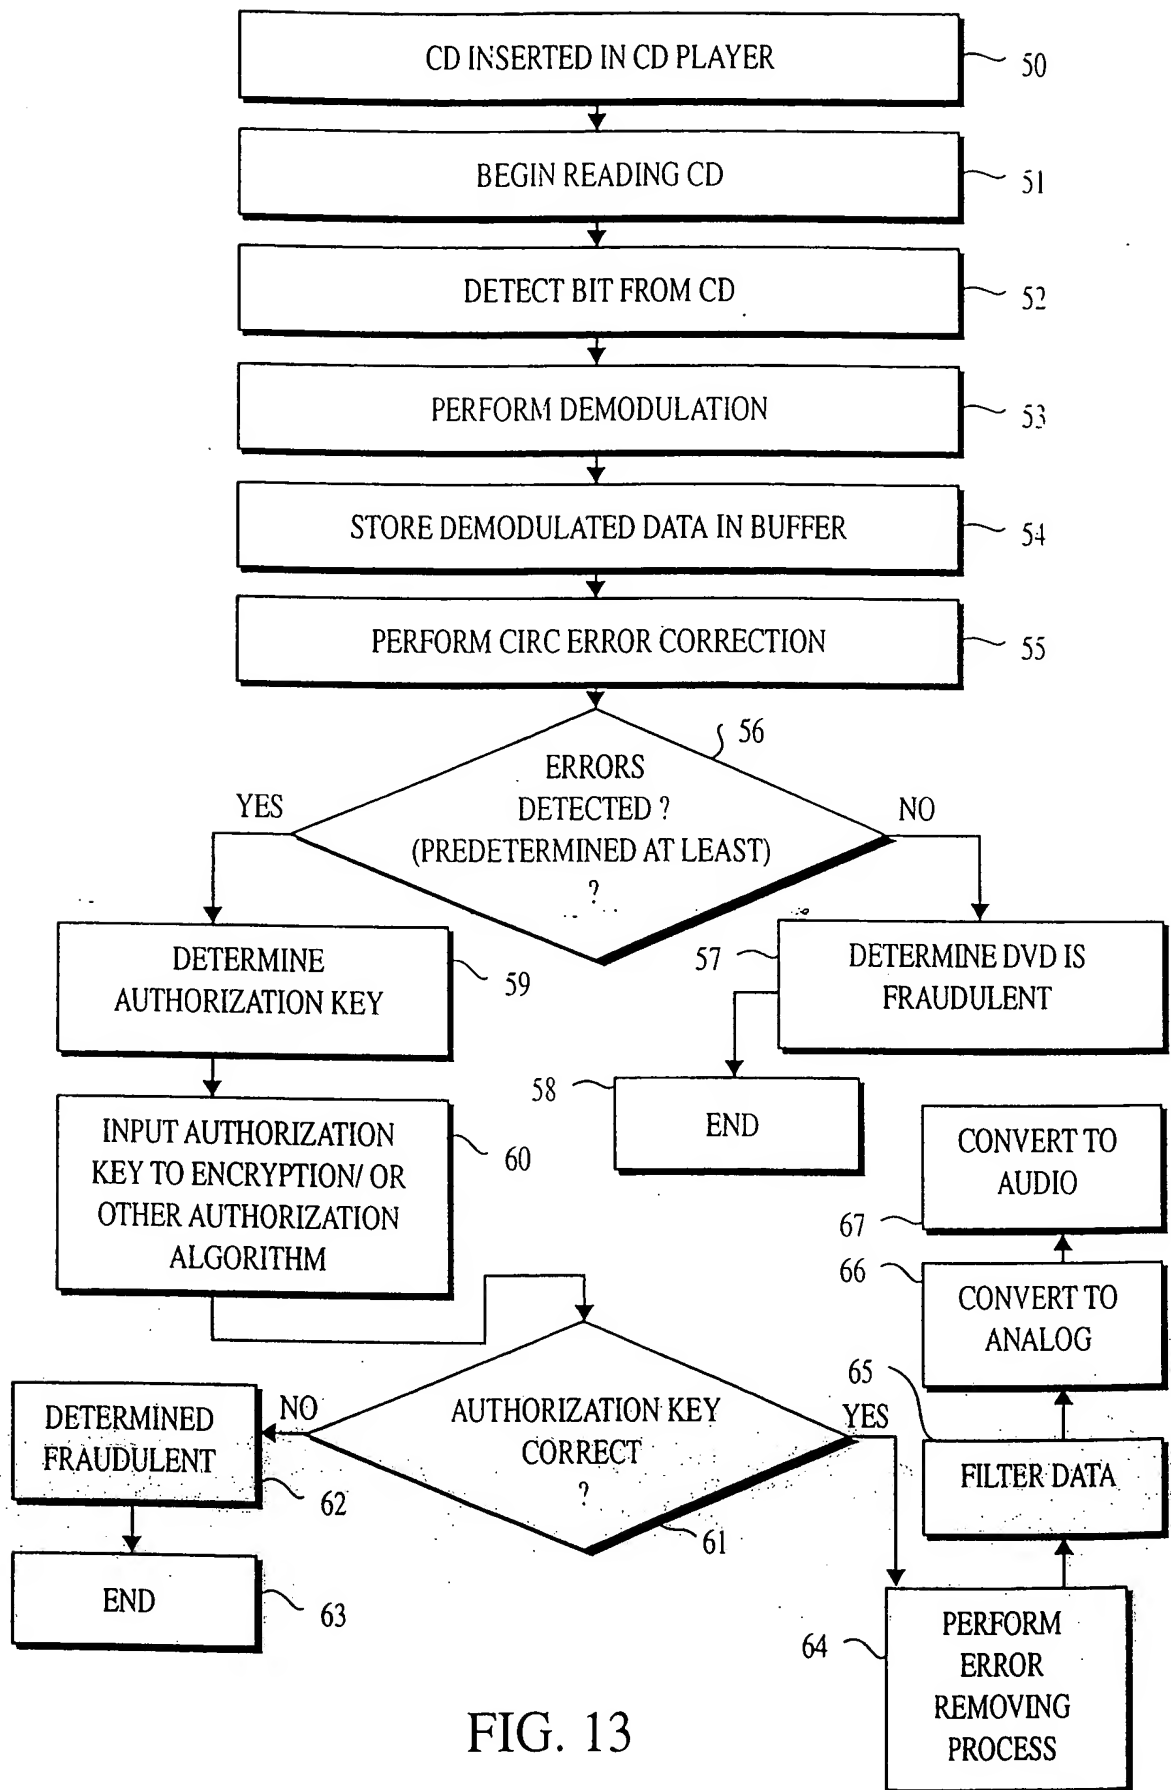 CD INSERTED IN CD PLAYER
50
BEGIN READING CD
51
DETECT BIT FROM CD
52
PERFORM DEMODULATION
53
STORE DEMODULATED DATA IN BUFFER
54
PERFORM CIRC ERROR CORRECTION
55
56
ERRORS
DETECTED ?
(PREDETERMINED AT LEAST)
?
YES
NO
DETERMINE
AUTHORIZATION KEY
59
57
DETERMINE DVD IS
FRAUDULENT
58
END
INPUT AUTHORIZATION
KEY TO ENCRYPTION/ OR
OTHER AUTHORIZATION
ALGORITHM
60
CONVERT TO
AUDIO
67
66
CONVERT TO
ANALOG
65
FILTER DATA
AUTHORIZATION KEY
CORRECT
?
61
NO
YES
DETERMINED
FRAUDULENT
62
END
63
64
PERFORM
ERROR
REMOVING
PROCESS
FIG. 13